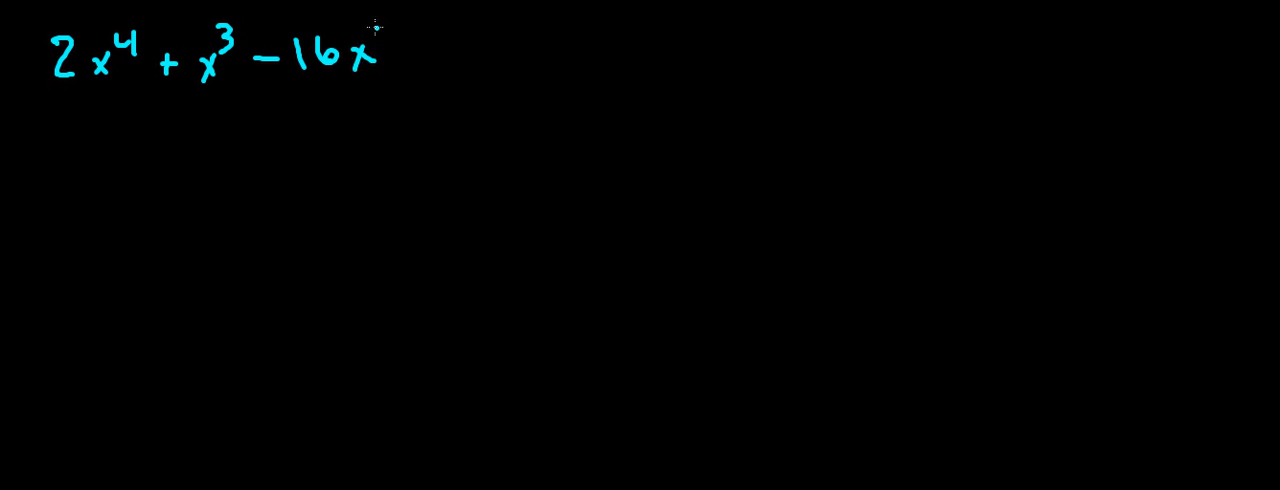 2x⁴ + x³ - 16x